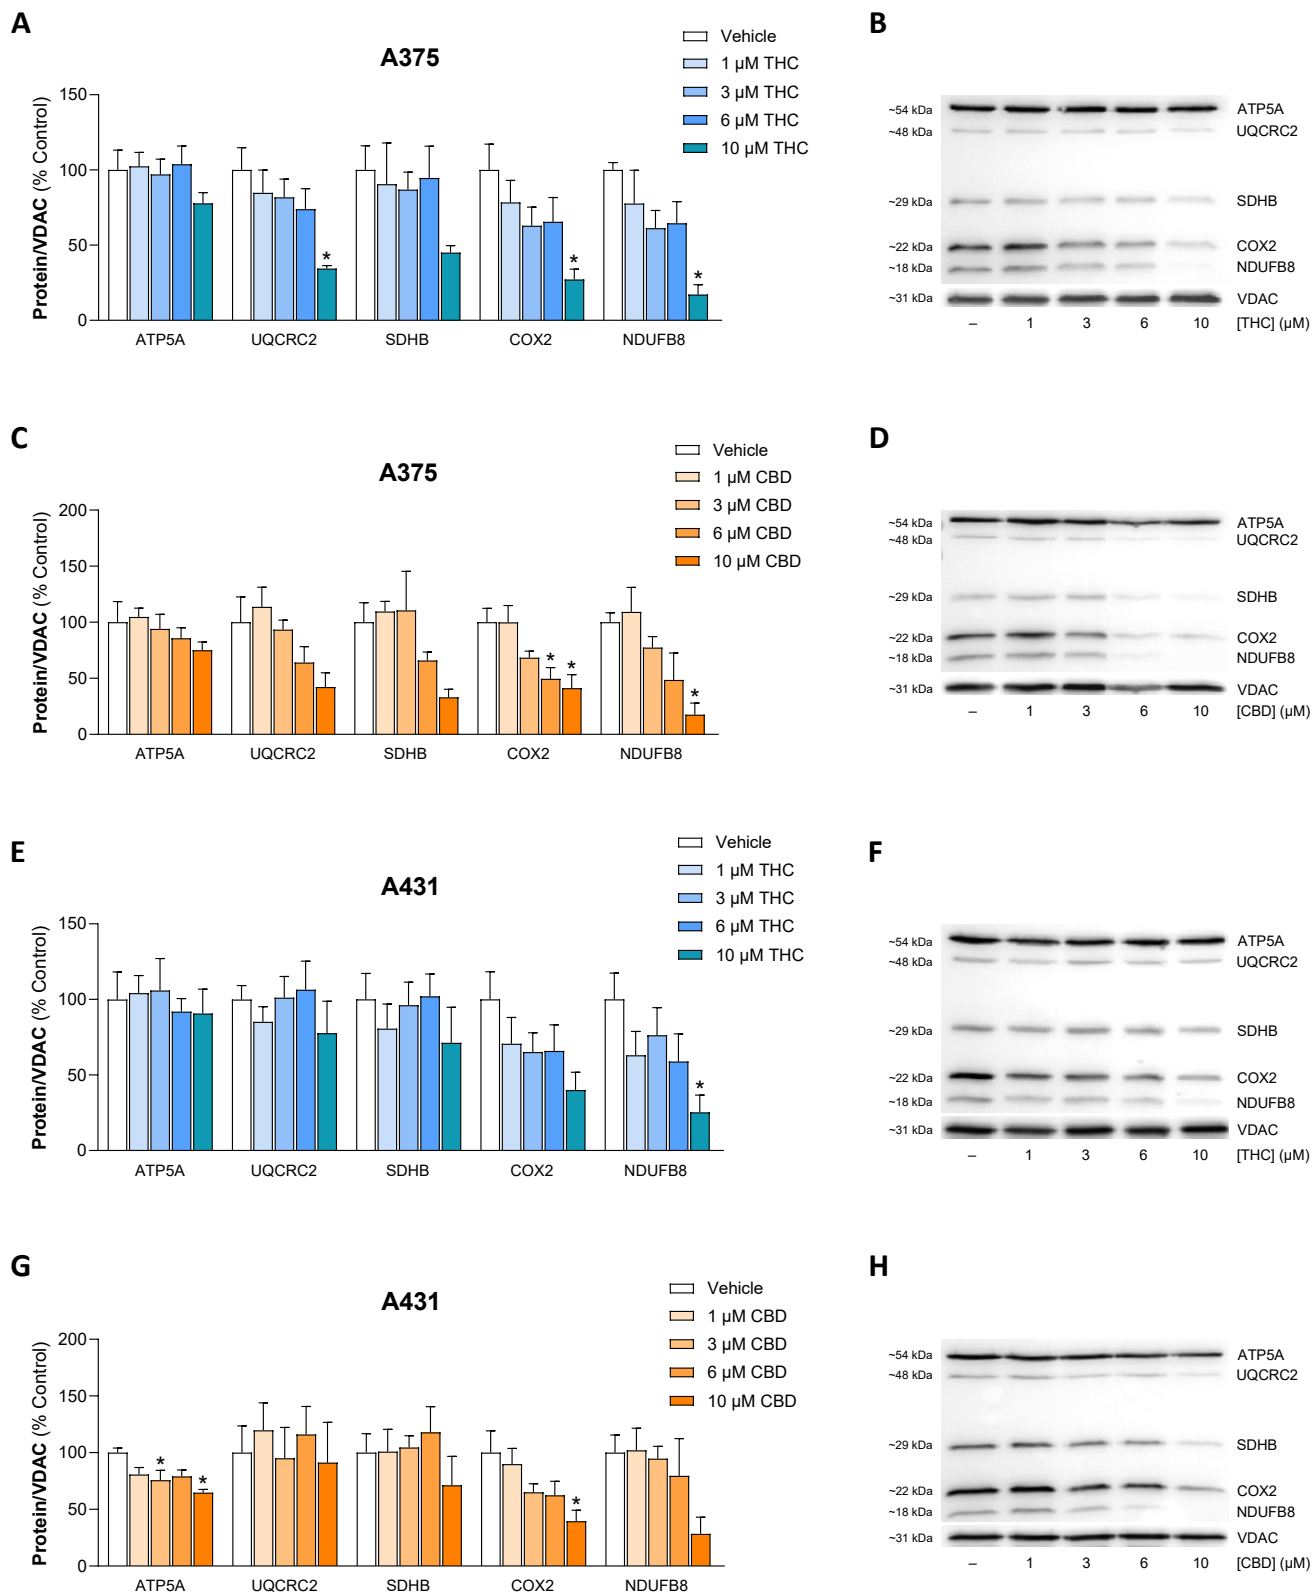 A
A375
Vehicle
1 µM THC
3 µM THC
6 µM THC
10 µM THC
Protein/VDAC (% Control)
150
100
50
0
*
*
*
ATP5A UQCRC2 SDHB COX2 NDUFB8
B
~54 kDa ATP5A
~48 kDa UQCRC2
~29 kDa SDHB
~22 kDa COX2
~18 kDa NDUFB8
~31 kDa VDAC
– 1 3 6 10 [THC] (µM)
C
A375
Vehicle
1 µM CBD
3 µM CBD
6 µM CBD
10 µM CBD
Protein/VDAC (% Control)
200
150
100
50
0
* *
*
ATP5A UQCRC2 SDHB COX2 NDUFB8
D
~54 kDa ATP5A
~48 kDa UQCRC2
~29 kDa SDHB
~22 kDa COX2
~18 kDa NDUFB8
~31 kDa VDAC
– 1 3 6 10 [CBD] (µM)
E
A431
Vehicle
1 µM THC
3 µM THC
6 µM THC
10 µM THC
Protein/VDAC (% Control)
150
100
50
0
*
ATP5A UQCRC2 SDHB COX2 NDUFB8
F
~54 kDa ATP5A
~48 kDa UQCRC2
~29 kDa SDHB
~22 kDa COX2
~18 kDa NDUFB8
~31 kDa VDAC
– 1 3 6 10 [THC] (µM)
G
A431
Vehicle
1 µM CBD
3 µM CBD
6 µM CBD
10 µM CBD
Protein/VDAC (% Control)
200
150
100
50
0
* *
*
ATP5A UQCRC2 SDHB COX2 NDUFB8
H
~54 kDa ATP5A
~48 kDa UQCRC2
~29 kDa SDHB
~22 kDa COX2
~18 kDa NDUFB8
~31 kDa VDAC
– 1 3 6 10 [CBD] (µM)